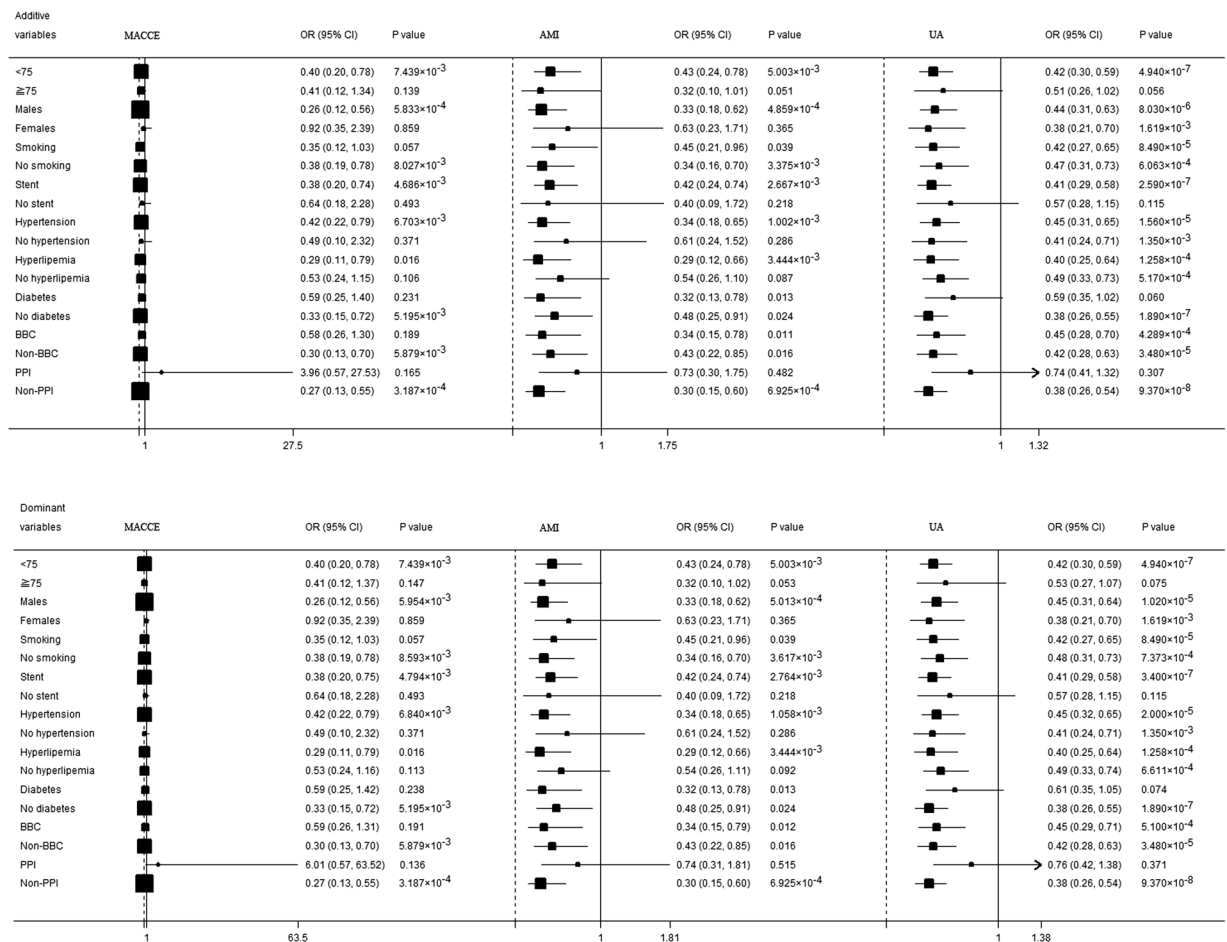 Additive
variables MACCE OR (95% CI) P value AMI OR (95% CI) P value UA OR (95% CI) P value
<75 0.40 (0.20, 0.78) 7.439×10-3 0.43 (0.24, 0.78) 5.003×10-3 0.42 (0.30, 0.59) 4.940×10-7
≧75 0.41 (0.12, 1.34) 0.139 0.32 (0.10, 1.01) 0.051 0.51 (0.26, 1.02) 0.056
Males 0.26 (0.12, 0.56) 5.833×10-4 0.33 (0.18, 0.62) 4.859×10-4 0.44 (0.31, 0.63) 8.030×10-6
Females 0.92 (0.35, 2.39) 0.859 0.63 (0.23, 1.71) 0.365 0.38 (0.21, 0.70) 1.619×10-3
Smoking 0.35 (0.12, 1.03) 0.057 0.45 (0.21, 0.96) 0.039 0.42 (0.27, 0.65) 8.490×10-5
No smoking 0.38 (0.19, 0.78) 8.027×10-3 0.34 (0.16, 0.70) 3.375×10-3 0.47 (0.31, 0.73) 6.063×10-4
Stent 0.38 (0.20, 0.74) 4.686×10-3 0.42 (0.24, 0.74) 2.667×10-3 0.41 (0.29, 0.58) 2.590×10-7
No stent 0.64 (0.18, 2.28) 0.493 0.40 (0.09, 1.72) 0.218 0.57 (0.28, 1.15) 0.115
Hypertension 0.42 (0.22, 0.79) 6.703×10-3 0.34 (0.18, 0.65) 1.002×10-3 0.45 (0.31, 0.65) 1.560×10-5
No hypertension 0.49 (0.10, 2.32) 0.371 0.61 (0.24, 1.52) 0.286 0.41 (0.24, 0.71) 1.350×10-3
Hyperlipemia 0.29 (0.11, 0.79) 0.016 0.29 (0.12, 0.66) 3.444×10-3 0.40 (0.25, 0.64) 1.258×10-4
No hyperlipemia 0.53 (0.24, 1.15) 0.106 0.54 (0.26, 1.10) 0.087 0.49 (0.33, 0.73) 5.170×10-4
Diabetes 0.59 (0.25, 1.40) 0.231 0.32 (0.13, 0.78) 0.013 0.59 (0.35, 1.02) 0.060
No diabetes 0.33 (0.15, 0.72) 5.195×10-3 0.48 (0.25, 0.91) 0.024 0.38 (0.26, 0.55) 1.890×10-7
BBC 0.58 (0.26, 1.30) 0.189 0.34 (0.15, 0.78) 0.011 0.45 (0.28, 0.70) 4.289×10-4
Non-BBC 0.30 (0.13, 0.70) 5.879×10-3 0.43 (0.22, 0.85) 0.016 0.42 (0.28, 0.63) 3.480×10-5
PPI 3.96 (0.57, 27.53) 0.165 0.73 (0.30, 1.75) 0.482 0.74 (0.41, 1.32) 0.307
Non-PPI 0.27 (0.13, 0.55) 3.187×10-4 0.30 (0.15, 0.60) 6.925×10-4 0.38 (0.26, 0.54) 9.370×10-8
1 27.5 1 1.75 1 1.32
Dominant
variables MACCE OR (95% CI) P value AMI OR (95% CI) P value UA OR (95% CI) P value
<75 0.40 (0.20, 0.78) 7.439×10-3 0.43 (0.24, 0.78) 5.003×10-3 0.42 (0.30, 0.59) 4.940×10-7
≧75 0.41 (0.12, 1.37) 0.147 0.32 (0.10, 1.02) 0.053 0.53 (0.27, 1.07) 0.075
Males 0.26 (0.12, 0.56) 5.954×10-3 0.33 (0.18, 0.62) 5.013×10-4 0.45 (0.31, 0.64) 1.020×10-5
Females 0.92 (0.35, 2.39) 0.859 0.63 (0.23, 1.71) 0.365 0.38 (0.21, 0.70) 1.619×10-3
Smoking 0.35 (0.12, 1.03) 0.057 0.45 (0.21, 0.96) 0.039 0.42 (0.27, 0.65) 8.490×10-5
No smoking 0.38 (0.19, 0.78) 8.593×10-3 0.34 (0.16, 0.70) 3.617×10-3 0.48 (0.31, 0.73) 7.373×10-4
Stent 0.38 (0.20, 0.75) 4.794×10-3 0.42 (0.24, 0.74) 2.764×10-3 0.41 (0.29, 0.58) 3.400×10-7
No stent 0.64 (0.18, 2.28) 0.493 0.40 (0.09, 1.72) 0.218 0.57 (0.28, 1.15) 0.115
Hypertension 0.42 (0.22, 0.79) 6.840×10-3 0.34 (0.18, 0.65) 1.058×10-3 0.45 (0.32, 0.65) 2.000×10-5
No hypertension 0.49 (0.10, 2.32) 0.371 0.61 (0.24, 1.52) 0.286 0.41 (0.24, 0.71) 1.350×10-3
Hyperlipemia 0.29 (0.11, 0.79) 0.016 0.29 (0.12, 0.66) 3.444×10-3 0.40 (0.25, 0.64) 1.258×10-4
No hyperlipemia 0.53 (0.24, 1.16) 0.113 0.54 (0.26, 1.11) 0.092 0.49 (0.33, 0.74) 6.611×10-4
Diabetes 0.59 (0.25, 1.42) 0.238 0.32 (0.13, 0.78) 0.013 0.61 (0.35, 1.05) 0.074
No diabetes 0.33 (0.15, 0.72) 5.195×10-3 0.48 (0.25, 0.91) 0.024 0.38 (0.26, 0.55) 1.890×10-7
BBC 0.59 (0.26, 1.31) 0.191 0.34 (0.15, 0.79) 0.012 0.45 (0.29, 0.71) 5.100×10-4
Non-BBC 0.30 (0.13, 0.70) 5.879×10-3 0.43 (0.22, 0.85) 0.016 0.42 (0.28, 0.63) 3.480×10-5
PPI 6.01 (0.57, 63.52) 0.136 0.74 (0.31, 1.81) 0.515 0.76 (0.42, 1.38) 0.371
Non-PPI 0.27 (0.13, 0.55) 3.187×10-4 0.30 (0.15, 0.60) 6.925×10-4 0.38 (0.26, 0.54) 9.370×10-8
1 63.5 1 1.81 1 1.38